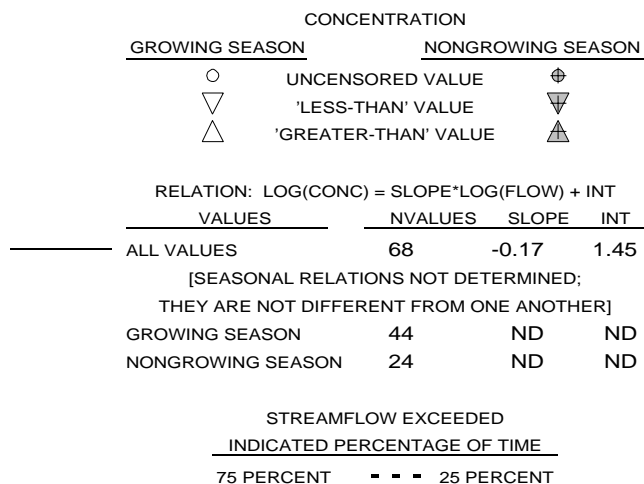 CONCENTRATION
GROWING SEASON NONGROWING SEASON
UNCENSORED VALUE
'LESS-THAN' VALUE
'GREATER-THAN' VALUE
RELATION: LOG(CONC) = SLOPE*LOG(FLOW) + INT
VALUES NVALUES SLOPE INT
ALL VALUES 68 -0.17 1.45
[SEASONAL RELATIONS NOT DETERMINED;
THEY ARE NOT DIFFERENT FROM ONE ANOTHER]
GROWING SEASON 44 ND ND
NONGROWING SEASON 24 ND ND
STREAMFLOW EXCEEDED
INDICATED PERCENTAGE OF TIME
75 PERCENT 25 PERCENT